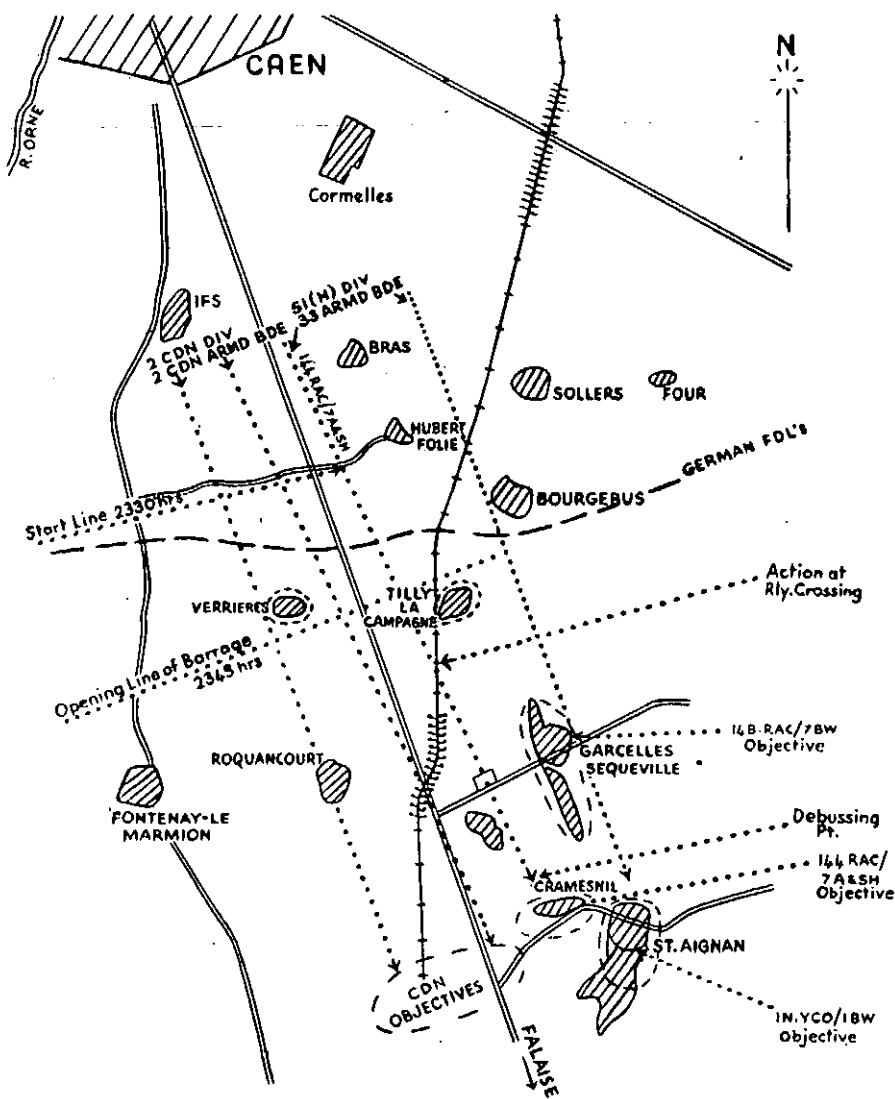 CAEN
N
R. ORNE
Cormelles
IFS
51(H) DIV
33 ARMD BDE
2 CDN DIV
2 CDN ARMD BDE
144 RAC/7A&SH
BRAS
SOLLERS
FOUR
HUBERT
FOLIE
GERMAN FDL'S
BOURGEBUS
Start Line 2330hrs
Action at
Rly. Crossing
TILLY
LA
CAMPAGNE
VERRIERES
Opening Line of Barrage
2345 hrs
148.RAC/7BW
Objective
ROQUANCOURT
GARCELLES
SEQUEVILLE
FONTENAY-LE
MARMION
Debussing
Pt.
144 RAC/
7A&SH
Objective
CRAMESNIL
ST. AIGNAN
CDN
OBJECTIVES
1N.YCO/1BW
Objective
FALAISE